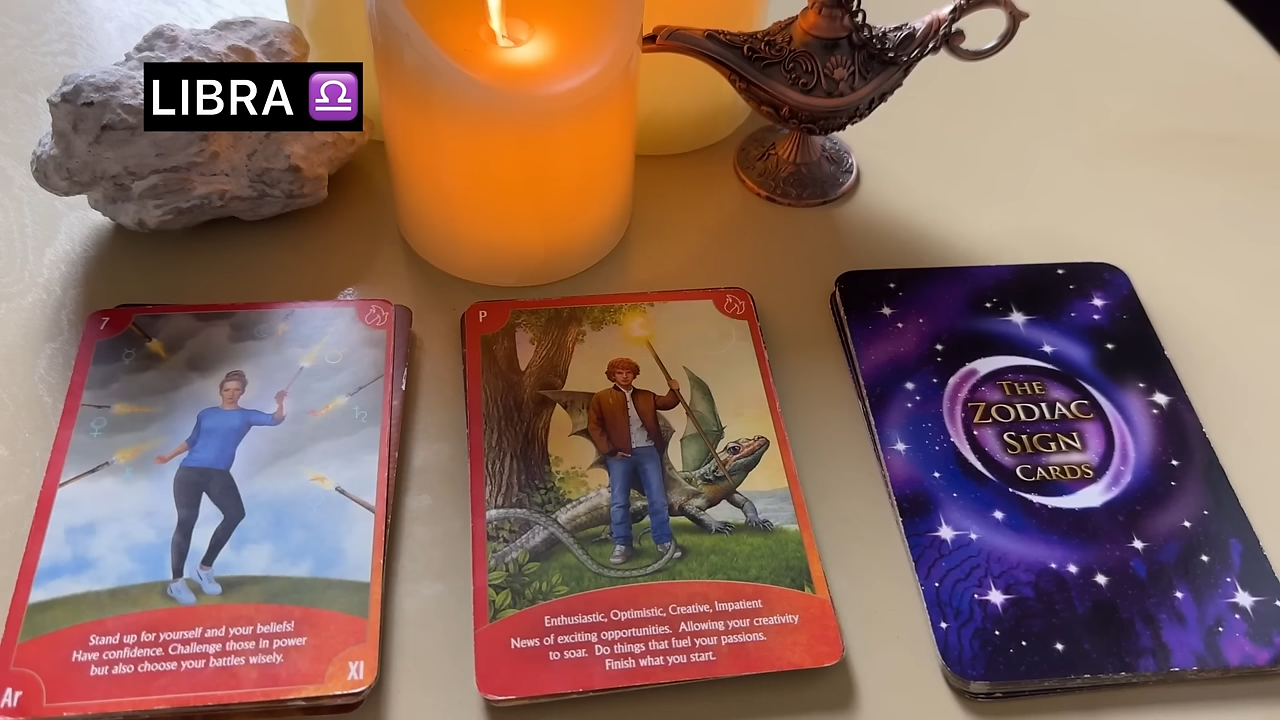 LIBRA ♎
7
Stand up for yourself and your beliefs!
Have confidence. Challenge those in power
but also choose your battles wisely.
Ar
XI
P
Enthusiastic, Optimistic, Creative, Impatient
News of exciting opportunities. Allowing your creativity
to soar. Do things that fuel your passions.
Finish what you start.
THE
ZODIAC
SIGN
CARDS